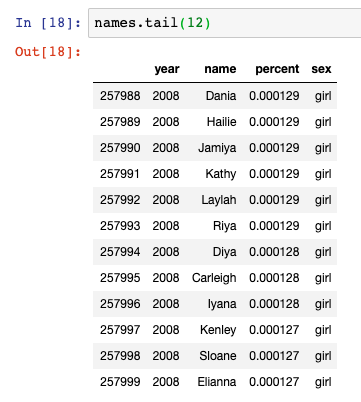 In [18]: names.tail(12)
Out[18]:
year name percent sex
257988 2008 Dania 0.000129 girl
257989 2008 Hailie 0.000129 girl
257990 2008 Jamiya 0.000129 girl
257991 2008 Kathy 0.000129 girl
257992 2008 Laylah 0.000129 girl
257993 2008 Riya 0.000129 girl
257994 2008 Diya 0.000128 girl
257995 2008 Carleigh 0.000128 girl
257996 2008 Iyana 0.000128 girl
257997 2008 Kenley 0.000127 girl
257998 2008 Sloane 0.000127 girl
257999 2008 Elianna 0.000127 girl